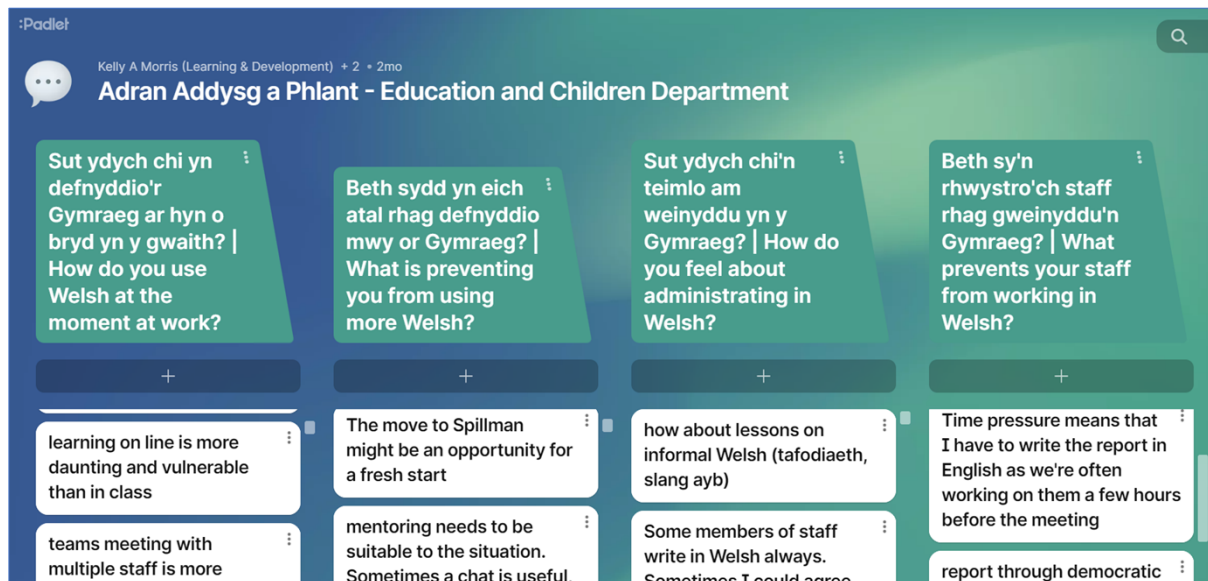 :Padlet
Kelly A Morris (Learning & Development) + 2 • 2mo
Adran Addysg a Phlant - Education and Children Department
Sut ydych chi yn
defnyddio'r
Gymraeg ar hyn o
bryd yn y gwaith? |
How do you use
Welsh at the
moment at work?
Beth sydd yn eich
atal rhag defnyddio
mwy or Gymraeg? |
What is preventing
you from using
more Welsh?
Sut ydych chi'n
teimlo am
weinyddu yn y
Gymraeg? | How do
you feel about
administrating in
Welsh?
Beth sy'n
rhwystro'ch staff
rhag gweinyddu'n
Gymraeg? | What
prevents your staff
from working in
Welsh?
learning on line is more
daunting and vulnerable
than in class
teams meeting with
multiple staff is more
The move to Spillman
might be an opportunity for
a fresh start
mentoring needs to be
suitable to the situation.
Sometimes a chat is useful.
how about lessons on
informal Welsh (tafodiaeth,
slang ayb)
Some members of staff
write in Welsh always.
Sometimes I could agree
Time pressure means that
I have to write the report in
English as we're often
working on them a few hours
before the meeting
report through democratic